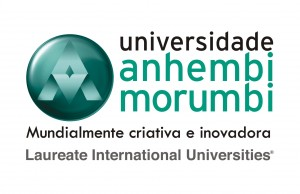 universidade
anhembi
morumbi
Mundialmente criativa e inovadora
Laureate International Universities®